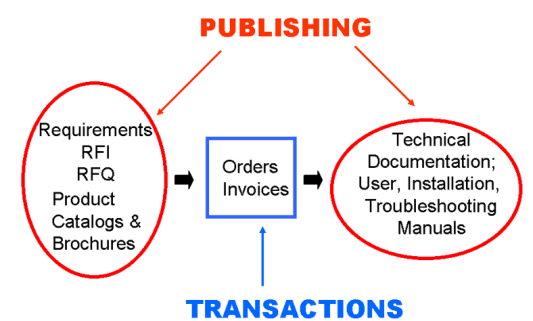 PUBLISHING
Requirements
RFI
RFQ
Product
Catalogs &
Brochures
Orders
Invoices
Technical
Documentation;
User, Installation,
Troubleshooting
Manuals
TRANSACTIONS